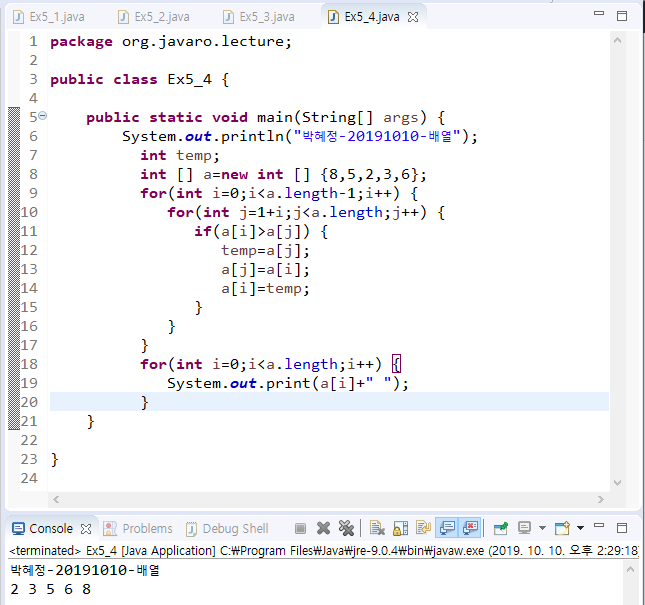 Ex5_1.java Ex5_2.java Ex5_3.java Ex5_4.java
1 package org.javaro.lecture;
2
3 public class Ex5_4 {
4
5 public static void main(String[] args) {
6 System.out.println("박혜정-20191010-배열");
7 int temp;
8 int [] a=new int [] {8,5,2,3,6};
9 for(int i=0;i<a.length-1;i++) {
10 for(int j=1+i;j<a.length;j++) {
11 if(a[i]>a[j]) {
12 temp=a[j];
13 a[j]=a[i];
14 a[i]=temp;
15 }
16 }
17 }
18 for(int i=0;i<a.length;i++) {
19 System.out.print(a[i]+" ");
20 }
21 }
22
23 }
24
Console Problems Debug Shell
<terminated> Ex5_4 [Java Application] C:₩Program Files₩Java₩jre-9.0.4₩bin₩javaw.exe (2019. 10. 10. 오후 2:29:18)
박혜정-20191010-배열
2 3 5 6 8